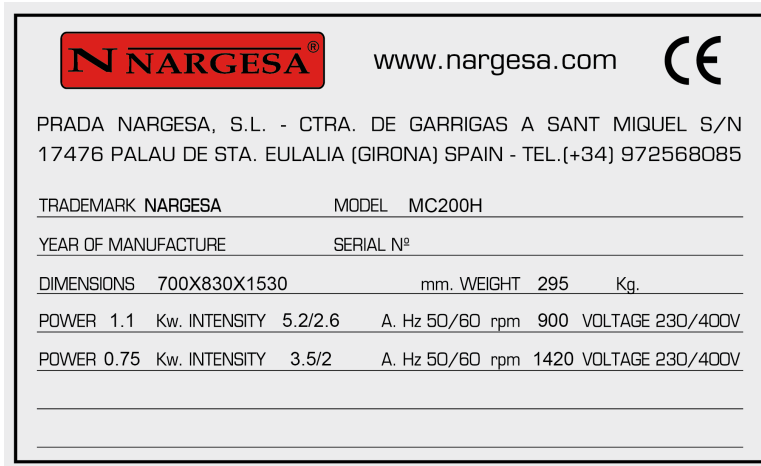 N NARGESA® www.nargesa.com CE
PRADA NARGESA, S.L. - CTRA. DE GARRIGAS A SANT MIQUEL S/N
17476 PALAU DE STA. EULALIA (GIRONA) SPAIN - TEL.(+34) 972568085
TRADEMARK NARGESA MODEL MC200H
YEAR OF MANUFACTURE SERIAL Nº
DIMENSIONS 700X830X1530 mm. WEIGHT 295 Kg.
POWER 1.1 Kw. INTENSITY 5.2/2.6 A. Hz 50/60 rpm 900 VOLTAGE 230/400V
POWER 0.75 Kw. INTENSITY 3.5/2 A. Hz 50/60 rpm 1420 VOLTAGE 230/400V